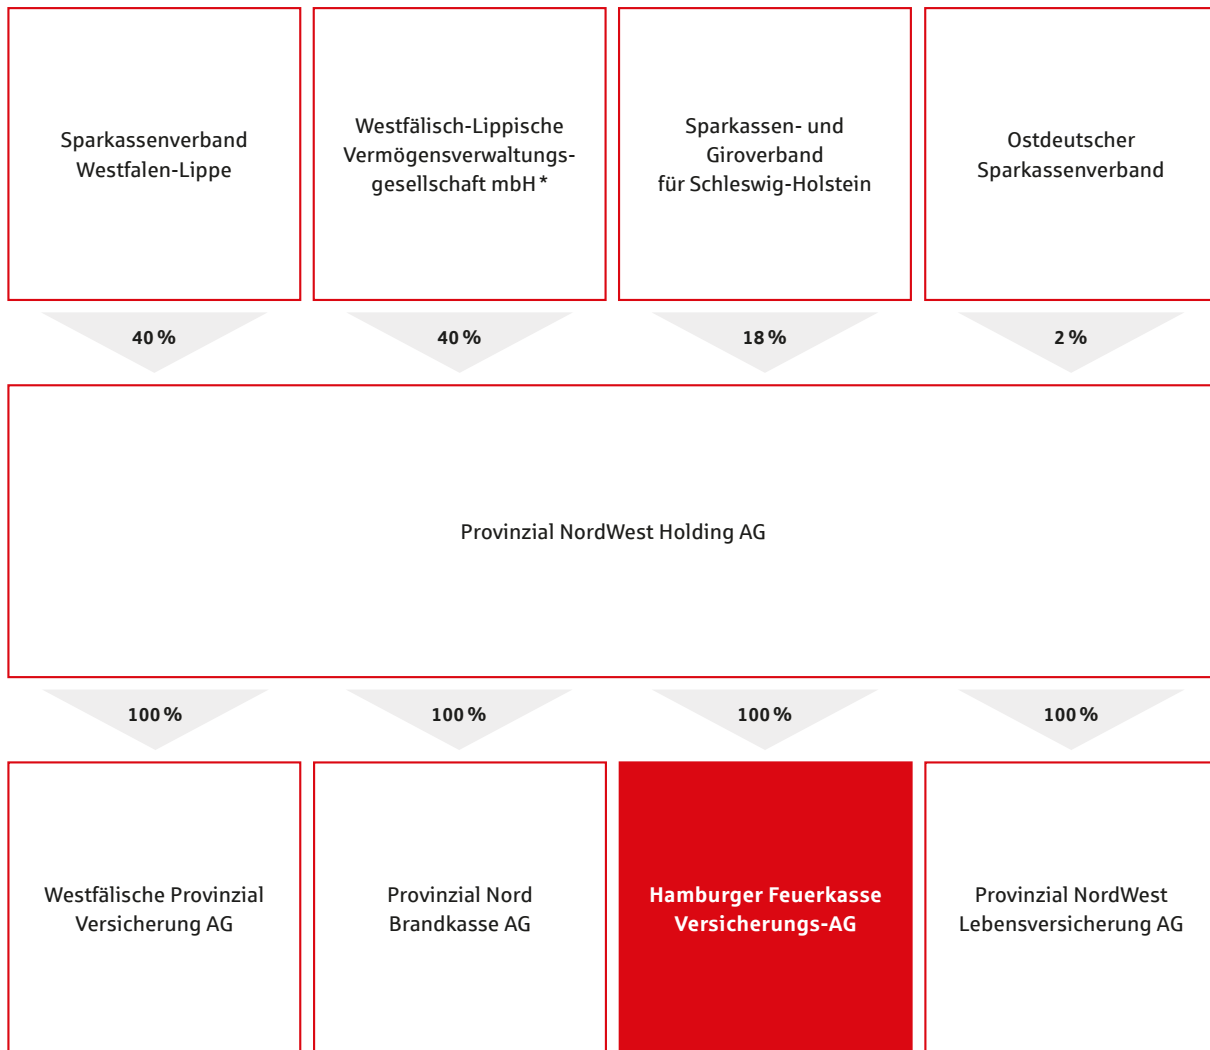 Sparkassenverband
Westfalen-Lippe
Westfälisch-Lippische
Vermögensverwaltungs-
gesellschaft mbH *
Sparkassen- und
Giroverband
für Schleswig-Holstein
Ostdeutscher
Sparkassenverband
40 %
40 %
18 %
2 %
Provinzial NordWest Holding AG
100 %
100 %
100 %
100 %
Westfälische Provinzial
Versicherung AG
Provinzial Nord
Brandkasse AG
Hamburger Feuerkasse
Versicherungs-AG
Provinzial NordWest
Lebensversicherung AG